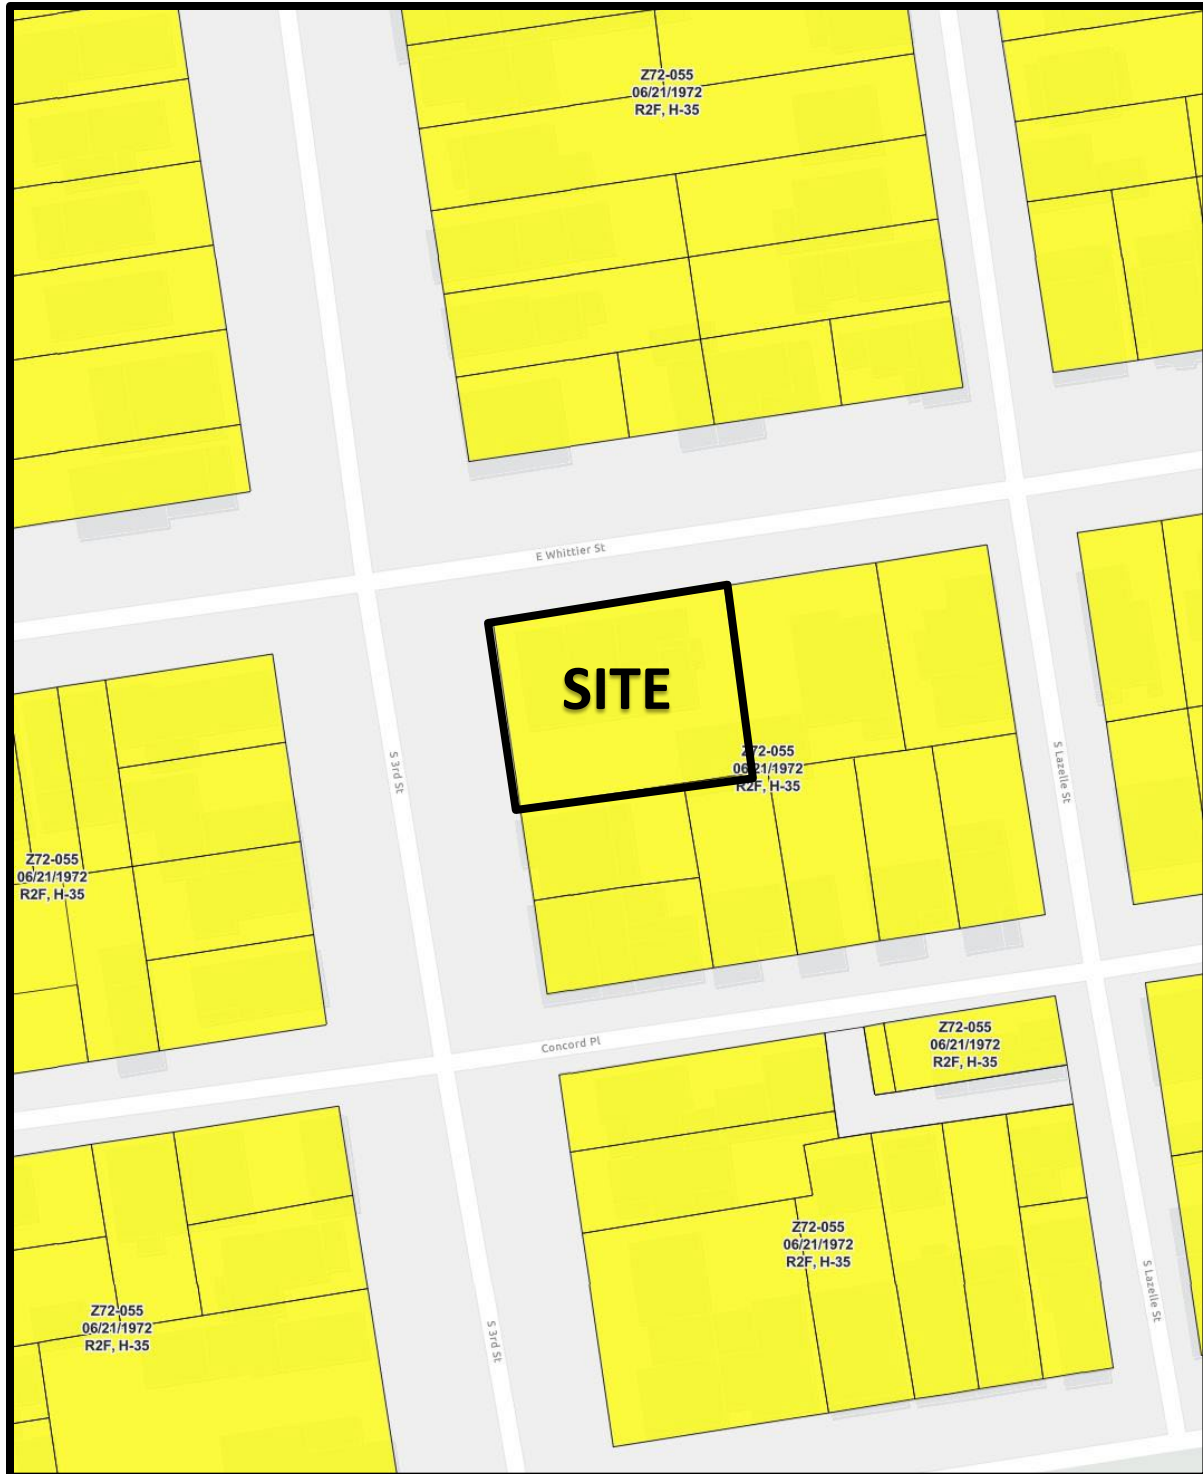 Z72-055
06/21/1972
R2F, H-35
E Whittier St
SITE
S 3rd St
Z72-055
06/21/1972
R2F, H-35
S Lazelle St
Z72-055
06/21/1972
R2F, H-35
Concord Pl
Z72-055
06/21/1972
R2F, H-35
Z72-055
06/21/1972
R2F, H-35
S Lazelle St
Z72-055
06/21/1972
R2F, H-35
S 3rd St